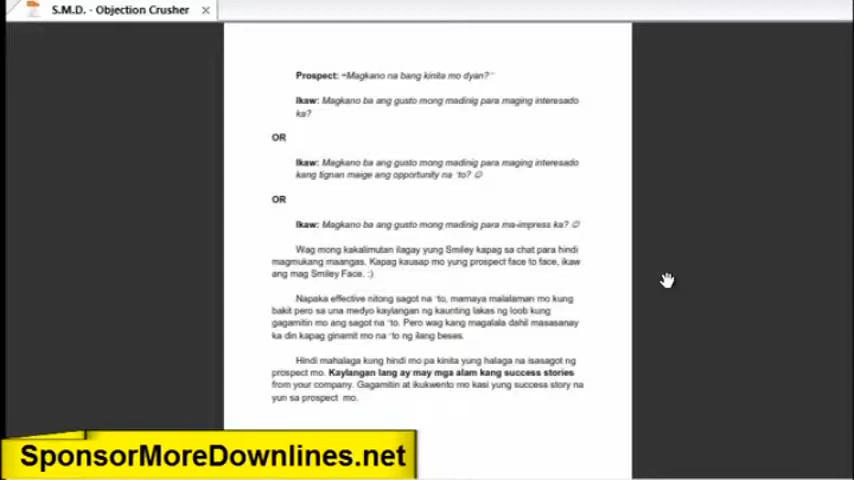 S.M.D. - Objection Crusher
Prospect: "Magkano na bang kinita mo dyan?"
Ikaw: Magkano ba ang gusto mong madinig para maging interesado
ka?
OR
Ikaw: Magkano ba ang gusto mong madinig para maging interesado
kang tignan maige ang opportunity na 'to? ☺
OR
Ikaw: Magkano ba ang gusto mong madinig para ma-impress ka? ☺
Wag mong kakalimutan ilagay yung Smiley kapag sa chat para hindi
magmukang maangas. Kapag kausap mo yung prospect face to face, ikaw
ang mag Smiley Face. :)
Napaka effective nitong sagot na 'to, mamaya malalaman mo kung
bakit pero sa una medyo kaylangan ng kaunting lakas ng loob kung
gagamitin mo ang sagot na 'to. Pero wag kang magalala dahil masasanay
ka din kapag ginamit mo na 'to ng ilang beses.
Hindi mahalaga kung hindi mo pa kinita yung halaga na isasagot ng
prospect mo. Kaylangan lang ay may mga alam kang success stories
from your company. Gagamitin at ikukwento mo kasi yung success story na
yun sa prospect mo.
SponsorMoreDownlines.net